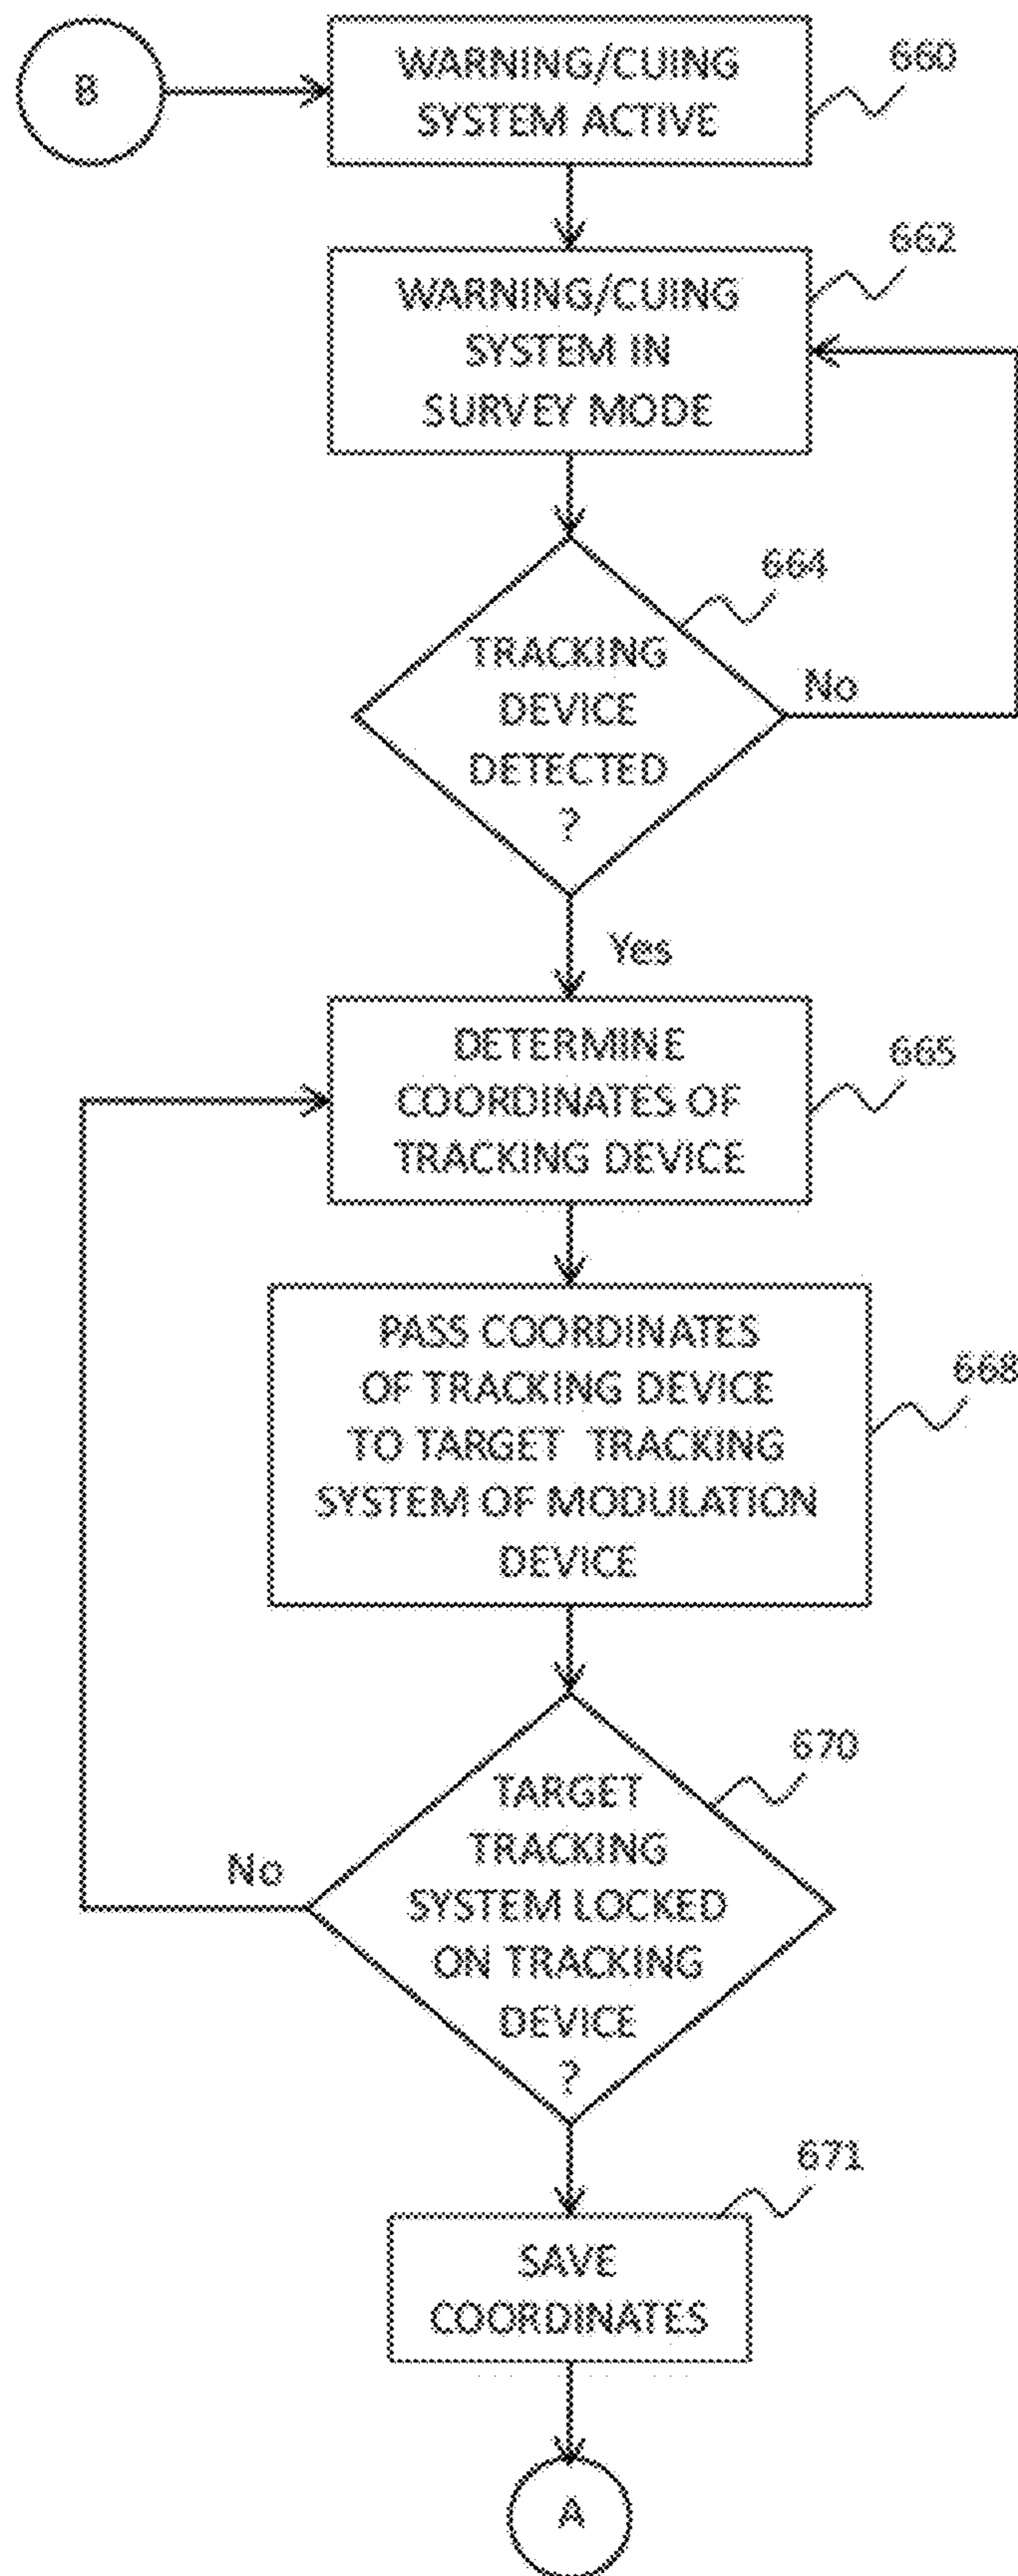 B
WARNING/CUING
SYSTEM ACTIVE
660
WARNING/CUING
SYSTEM IN
SURVEY MODE
662
TRACKING
DEVICE
DETECTED
?
664
No
Yes
DETERMINE
COORDINATES OF
TRACKING DEVICE
665
PASS COORDINATES
OF TRACKING DEVICE
TO TARGET TRACKING
SYSTEM OF MODULATION
DEVICE
668
TARGET
TRACKING
SYSTEM LOCKED
ON TRACKING
DEVICE
?
670
No
SAVE
COORDINATES
671
A